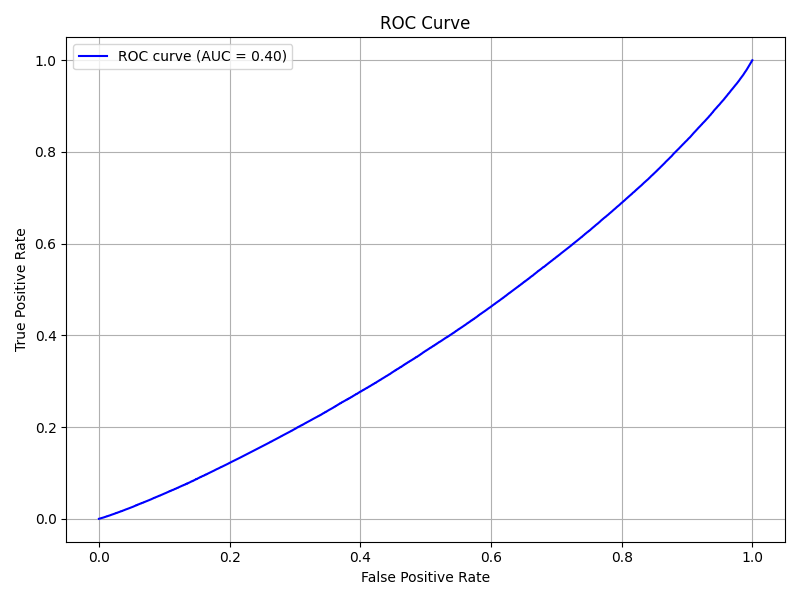 ROC Curve
ROC curve (AUC = 0.40)
1.0
0.8
0.6
0.4
0.2
0.0
True Positive Rate
0.0 0.2 0.4 0.6 0.8 1.0
False Positive Rate